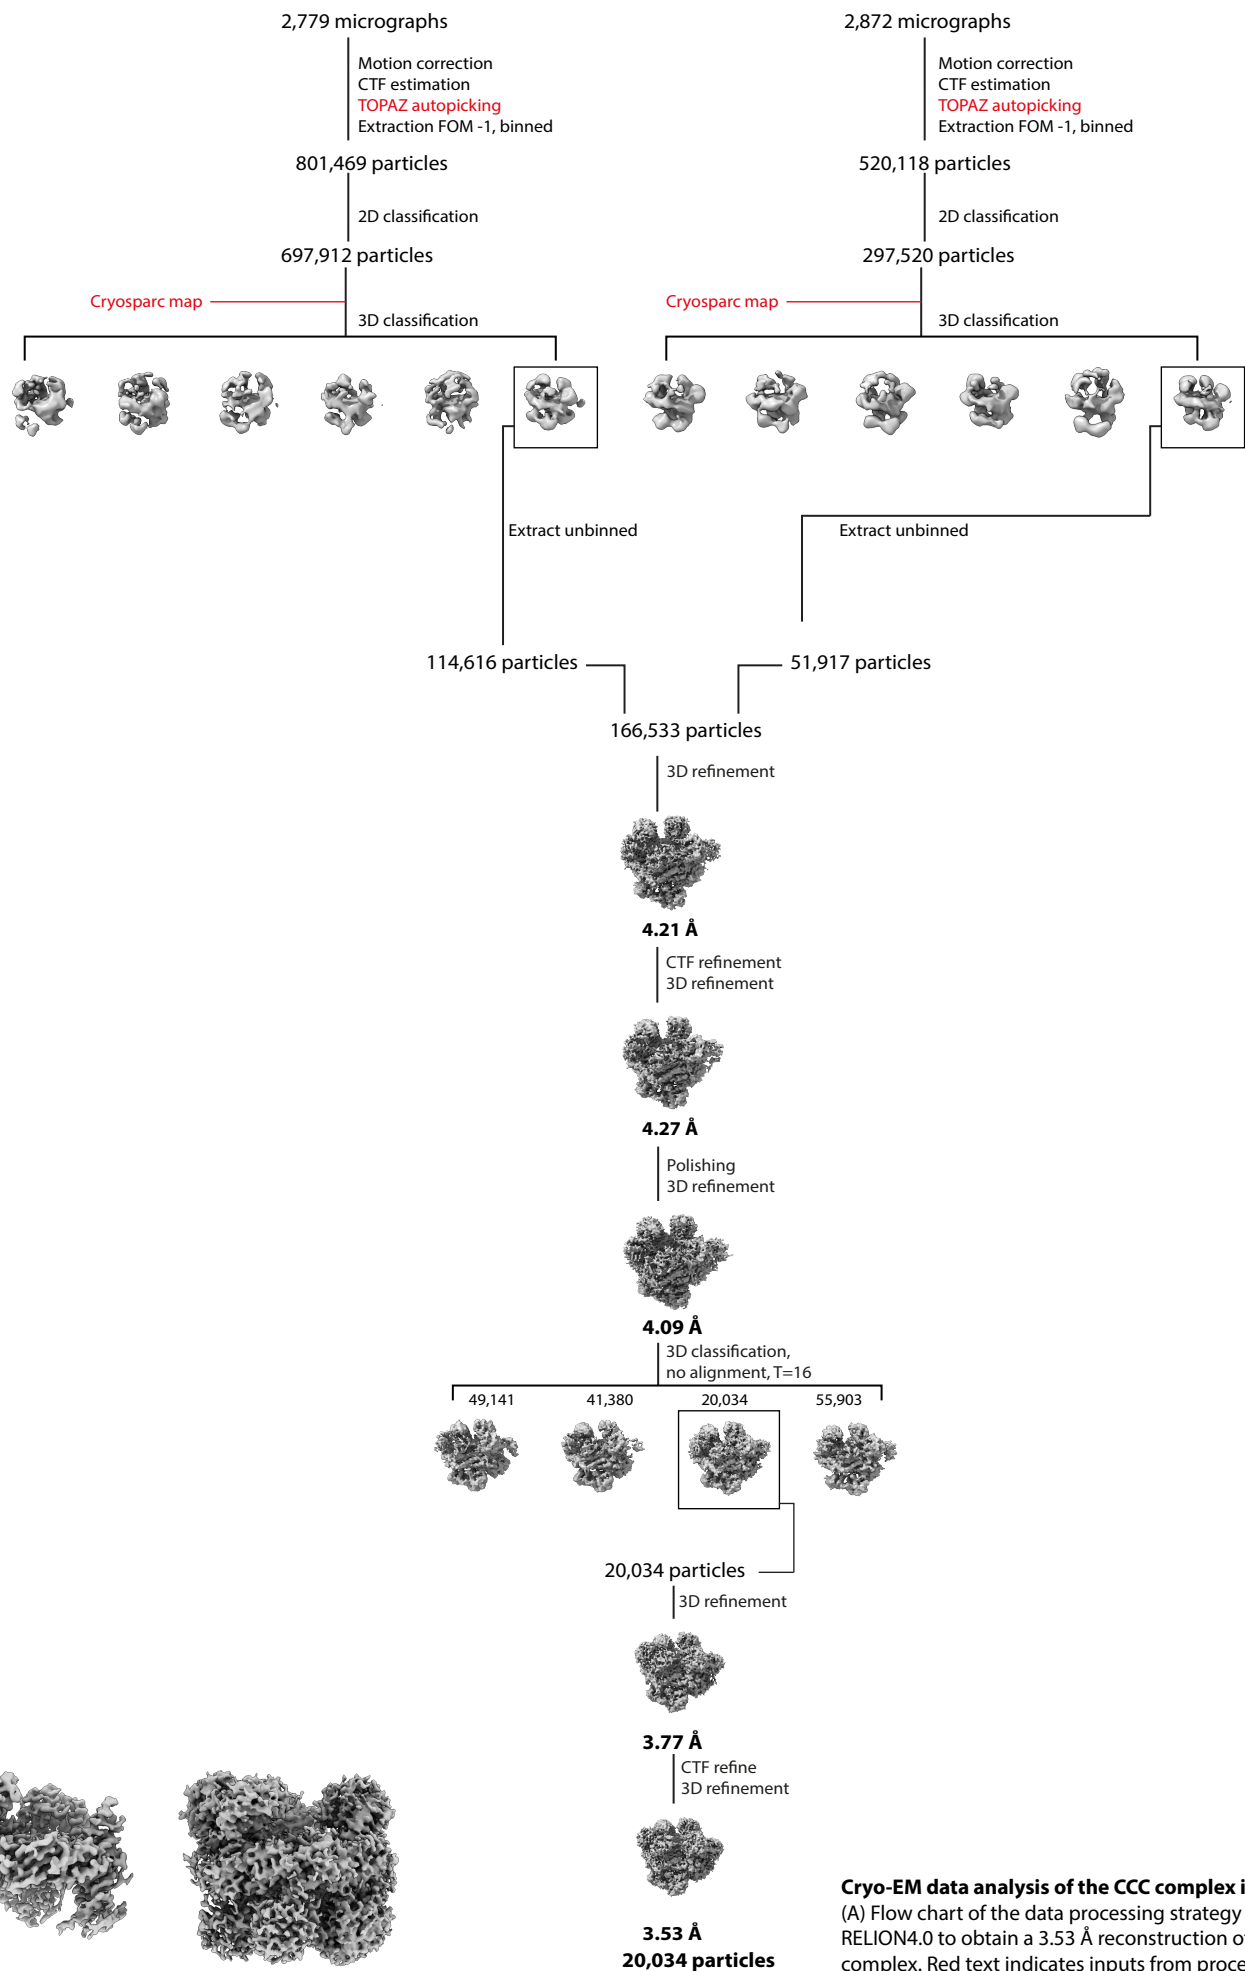 2,779 micrographs
Motion correction
CTF estimation
TOPAZ autopicking
Extraction FOM -1, binned
801,469 particles
2D classification
697,912 particles
Cryosparc map
3D classification
2,872 micrographs
Motion correction
CTF estimation
TOPAZ autopicking
Extraction FOM -1, binned
520,118 particles
2D classification
297,520 particles
Cryosparc map
3D classification
Extract unbinned
Extract unbinned
114,616 particles
51,917 particles
166,533 particles
3D refinement
4.21 Å
CTF refinement
3D refinement
4.27 Å
Polishing
3D refinement
4.09 Å
3D classification,
no alignment, T=16
49,141
41,380
20,034
55,903
20,034 particles
3D refinement
3.77 Å
CTF refine
3D refinement
3.53 Å
20,034 particles
Cryo-EM data analysis of the CCC complex i
(A) Flow chart of the data processing strategy
RELION4.0 to obtain a 3.53 Å reconstruction
complex. Red text indicates inputs from